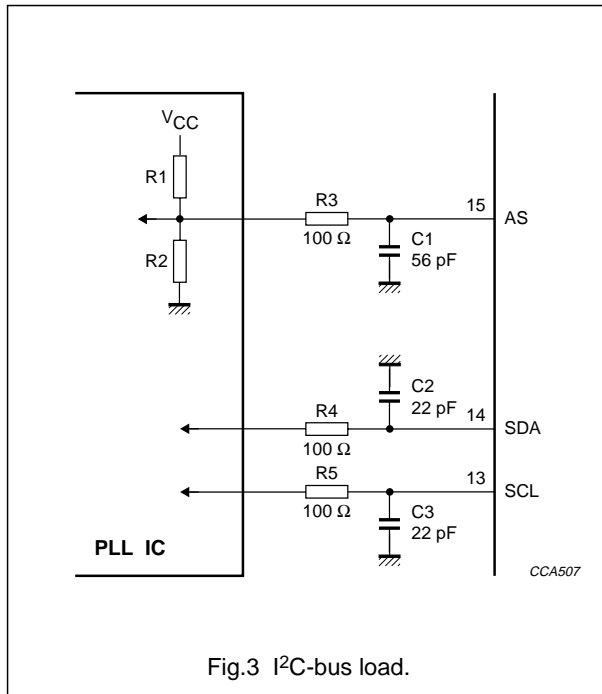 V_CC
R1
R2
R3
100 Ω
15
AS
C1
56 pF
C2
22 pF
R4
100 Ω
14
SDA
R5
100 Ω
13
SCL
C3
22 pF
PLL IC
CCA507
Fig.3 I²C-bus load.